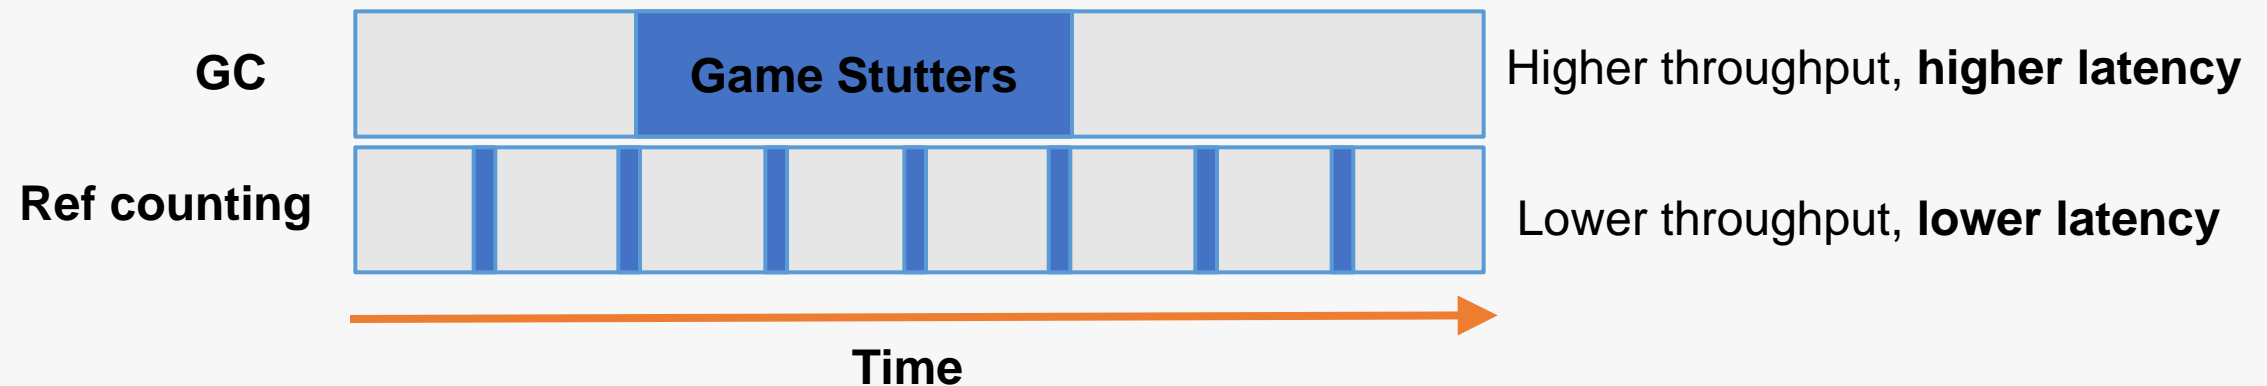 GC
Game Stutters
Higher throughput, higher latency
Ref counting
Lower throughput, lower latency
Time